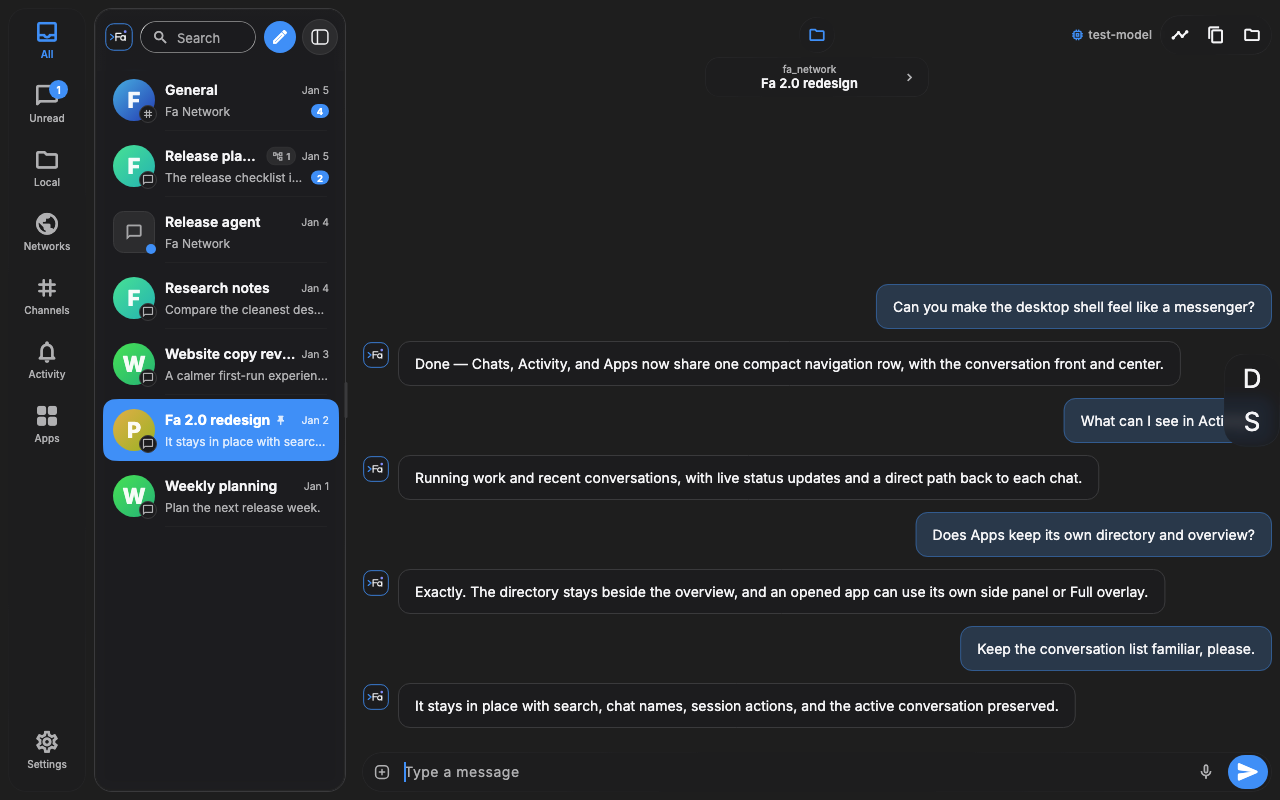 All
1
Unread
Local
Networks
Channels
Activity
Apps
Settings
>Fa
Search
F
General
Jan 5
Fa Network
4
F
Release pla...
1
Jan 5
The release checklist i...
2
Release agent
Jan 4
Fa Network
F
Research notes
Jan 4
Compare the cleanest des...
W
Website copy rev...
Jan 3
A calmer first-run experien...
P
Fa 2.0 redesign
Jan 2
It stays in place with searc...
W
Weekly planning
Jan 1
Plan the next release week.
fa_network
Fa 2.0 redesign
test-model
Can you make the desktop shell feel like a messenger?
>Fa
Done — Chats, Activity, and Apps now share one compact navigation row, with the conversation front and center.
D
What can I see in Acti
S
>Fa
Running work and recent conversations, with live status updates and a direct path back to each chat.
Does Apps keep its own directory and overview?
>Fa
Exactly. The directory stays beside the overview, and an opened app can use its own side panel or Full overlay.
Keep the conversation list familiar, please.
>Fa
It stays in place with search, chat names, session actions, and the active conversation preserved.
Type a message